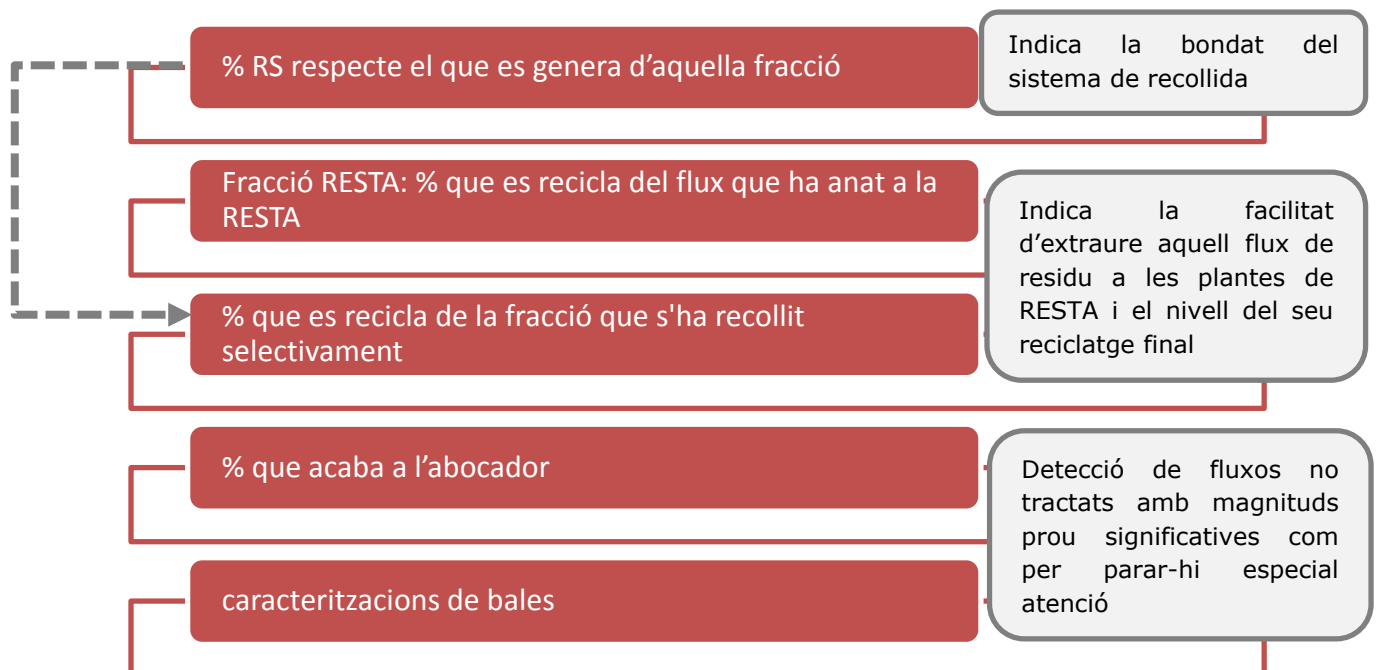 % RS respecte el que es genera d’aquella fracció
Indica la bondat del
sistema de recollida
Fracció RESTA: % que es recicla del flux que ha anat a la
RESTA
% que es recicla de la fracció que s'ha recollit
selectivament
Indica la facilitat
d’extraure aquell flux de
residu a les plantes de
RESTA i el nivell del seu
reciclatge final
% que acaba a l’abocador
caracteritzacions de bales
Detecció de fluxos no
tractats amb magnituds
prou significatives com
per parar-hi especial
atenció